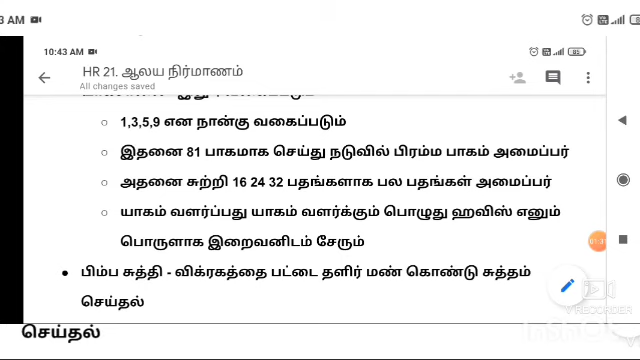 3 AM
10:43 AM
85
HR 21. ஆலய நிர்மாணம்
All changes saved
1,3,5,9 என நான்கு வகைப்படும்
இதனை 81 பாகமாக செய்து நடுவில் பிரம்ம பாகம் அமைப்பர்
அதனை சுற்றி 16 24 32 பதங்களாக பல பதங்கள் அமைப்பர்
யாகம் வளர்ப்பது யாகம் வளர்க்கும் பொழுது ஹவிஸ் எனும்
பொருளாக இறைவனிடம் சேரும்
பிம்ப சுத்தி - விக்ரகத்தை பட்டை தளிர் மண் கொண்டு சுத்தம்
செய்தல்
RECORDER
செய்தல்